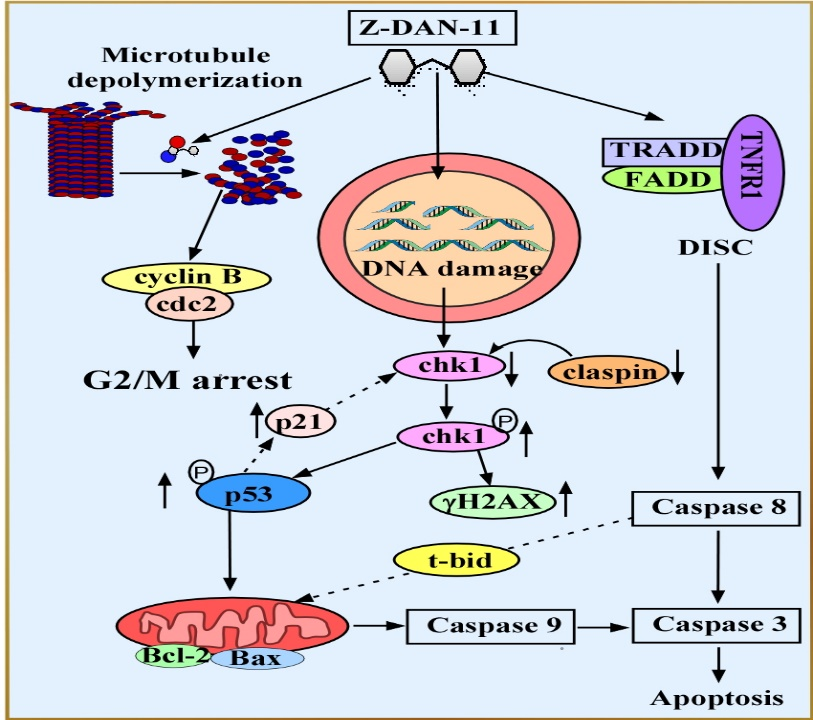 Z-DAN-11
Microtubule
depolymerization
TRADD
FADD
TNFR1
DISC
DNA damage
cyclin B
cdc2
G2/M arrest
chk1
claspin
p21
chk1
P
P
p53
γH2AX
Caspase 8
t-bid
Caspase 9
Caspase 3
Bcl-2
Bax
Apoptosis